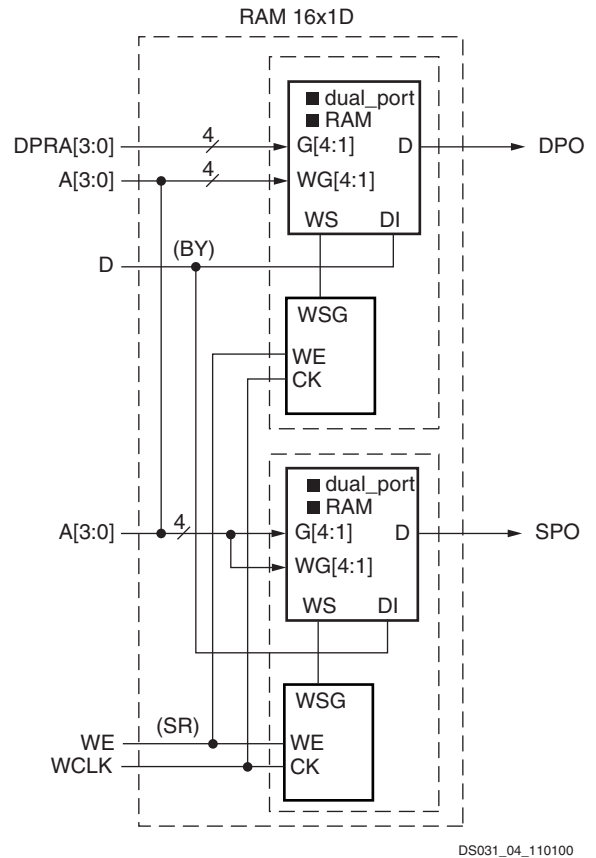 RAM 16x1D
dual_port
RAM
DPRA[3:0]
4
G[4:1]
D
DPO
A[3:0]
4
WG[4:1]
WS
DI
D
(BY)
WSG
WE
CK
dual_port
RAM
A[3:0]
4
G[4:1]
D
SPO
WG[4:1]
WS
DI
WSG
WE
(SR)
WE
WCLK
CK
DS031_04_110100